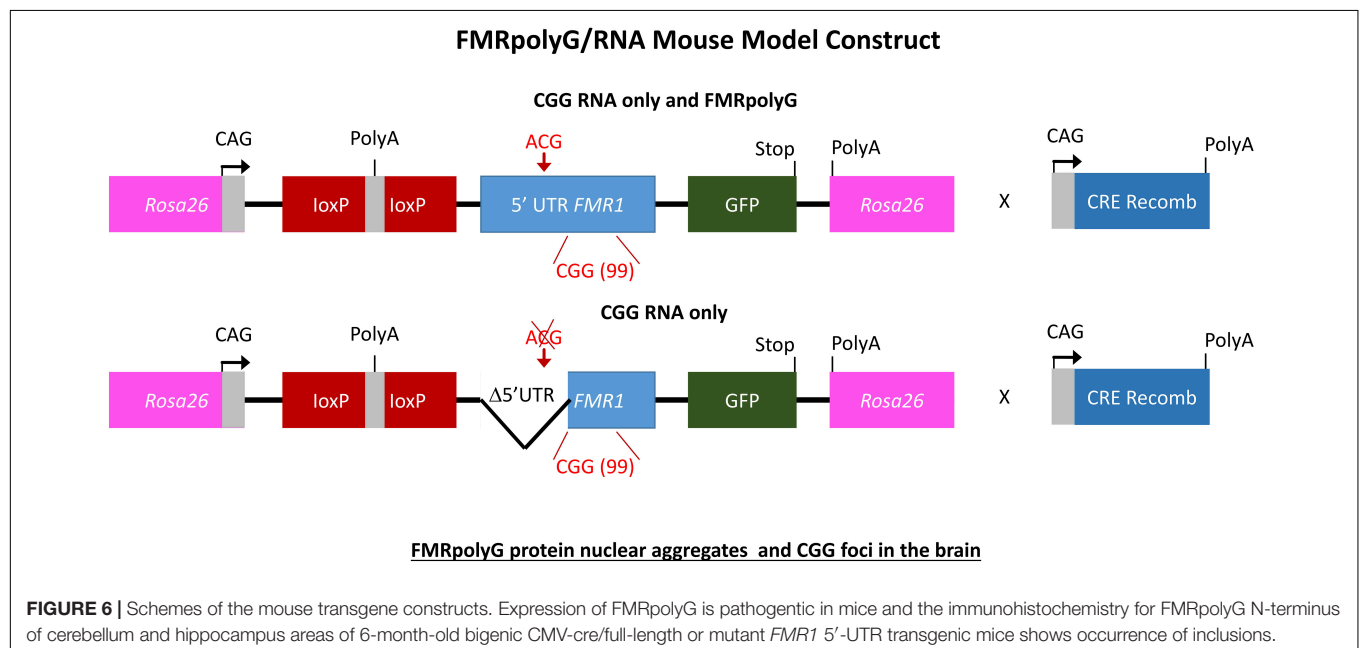 FMRpolyG/RNA Mouse Model Construct
CGG RNA only and FMRpolyG
CAG
PolyA
ACG
Stop
PolyA
CAG
PolyA
Rosa26
loxP
loxP
5′ UTR FMR1
GFP
Rosa26
X
CRE Recomb
CGG (99)
CGG RNA only
CAG
PolyA
ACG
Stop
PolyA
CAG
PolyA
Rosa26
loxP
loxP
Δ5’UTR
FMR1
GFP
Rosa26
X
CRE Recomb
CGG (99)
FMRpolyG protein nuclear aggregates and CGG foci in the brain
FIGURE 6 | Schemes of the mouse transgene constructs. Expression of FMRpolyG is pathogentic in mice and the immunohistochemistry for FMRpolyG N-terminus
of cerebellum and hippocampus areas of 6-month-old bigenic CMV-cre/full-length or mutant FMR1 5′-UTR transgenic mice shows occurrence of inclusions.